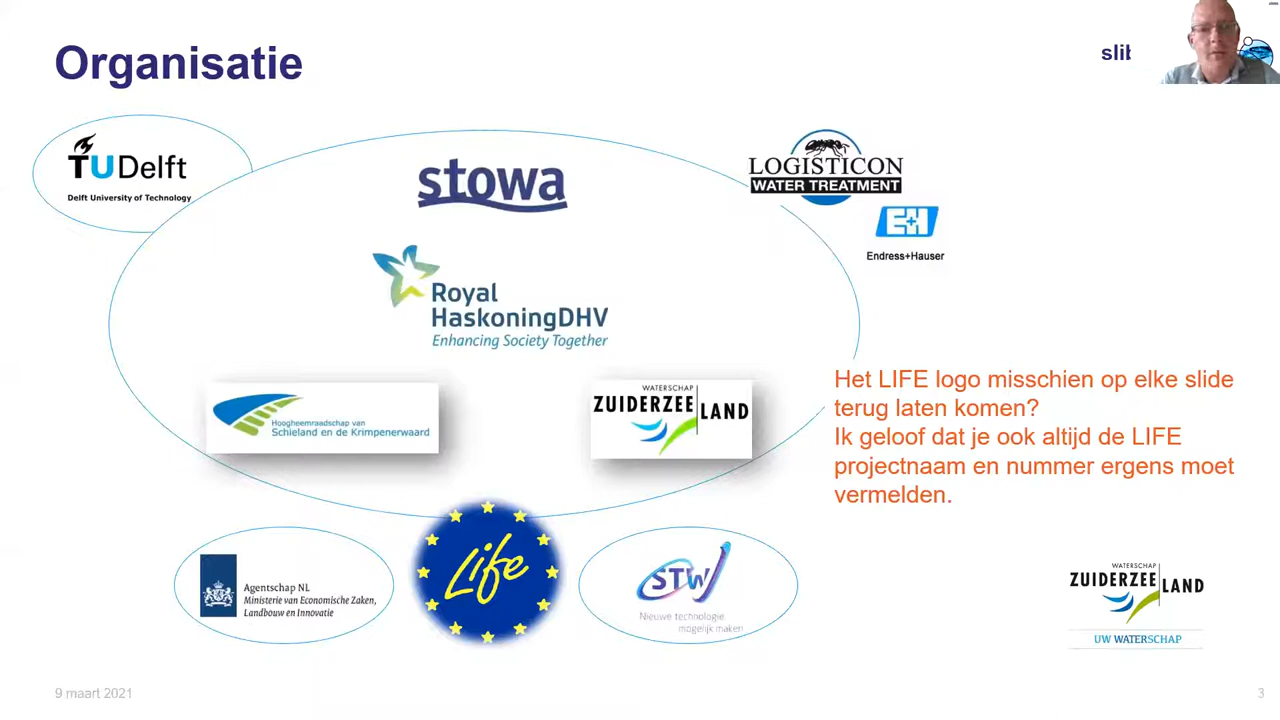 Organisatie
slib
TU Delft
Delft University of Technology
stowa
LOGISTICON
WATER TREATMENT
E+H
Endress+Hauser
Royal
HaskoningDHV
Enhancing Society Together
Hoogheemraadschap van
Schieland en de Krimpenerwaard
WATERSCHAP
ZUIDERZEE LAND
Het LIFE logo misschien op elke slide
terug laten komen?
Ik geloof dat je ook altijd de LIFE
projectnaam en nummer ergens moet
vermelden.
Agentschap NL
Ministerie van Economische Zaken,
Landbouw en Innovatie
Life
STW
Nieuwe technologie
mogelijk maken
WATERSCHAP
ZUIDERZEE LAND
UW WATERSCHAP
9 maart 2021
3